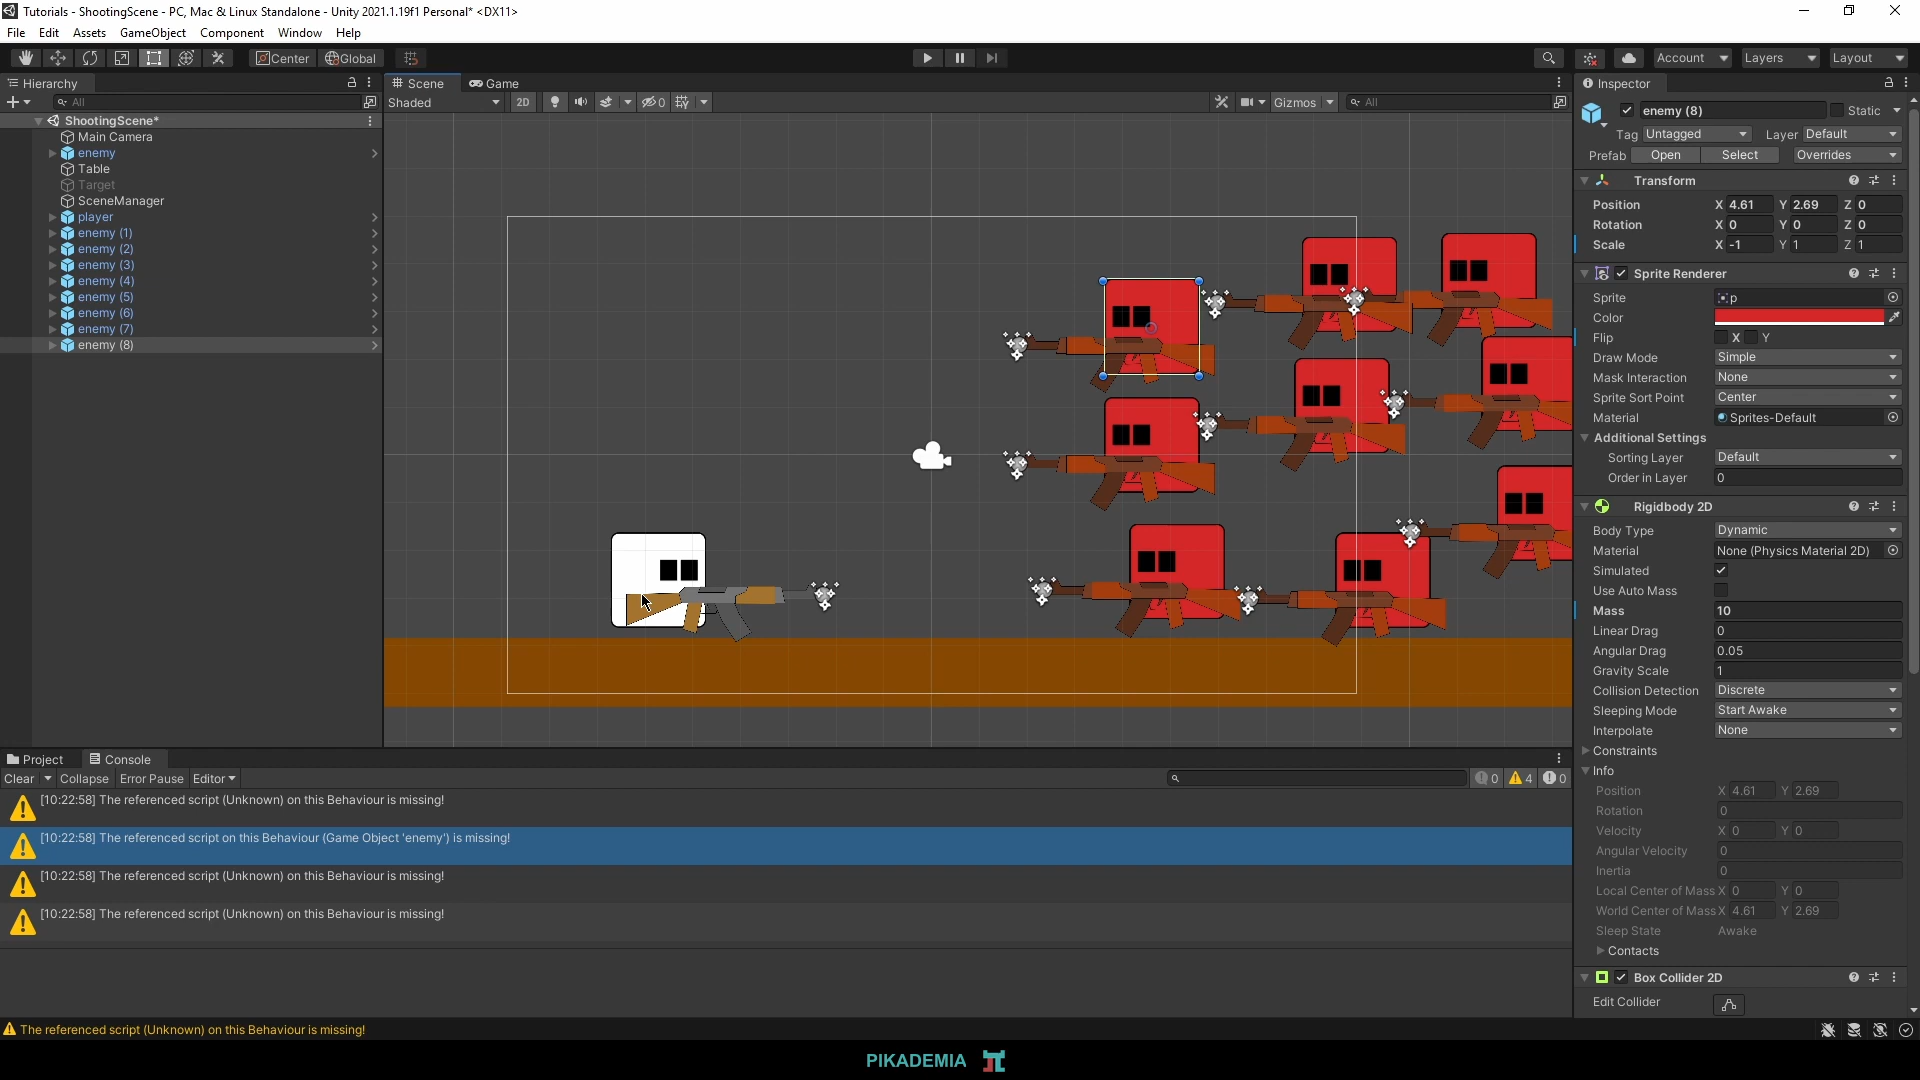 Tutorials - ShootingScene - PC, Mac & Linux Standalone - Unity 2021.1.19f1 Personal* <DX11>
File Edit Assets GameObject Component Window Help
Center Global Account Layers Layout
Hierarchy
All
ShootingScene*
Main Camera
enemy
Table
Target
SceneManager
player
enemy (1)
enemy (2)
enemy (3)
enemy (4)
enemy (5)
enemy (6)
enemy (7)
enemy (8)
Scene Game
Shaded 2D 0 Gizmos All
Inspector
enemy (8) Static
Tag Untagged Layer Default
Prefab Open Select Overrides
Transform
Position X 4.61 Y 2.69 Z 0
Rotation X 0 Y 0 Z 0
Scale X -1 Y 1 Z 1
Sprite Renderer
Sprite p
Color
Flip X Y
Draw Mode Simple
Mask Interaction None
Sprite Sort Point Center
Material Sprites-Default
Additional Settings
Sorting Layer Default
Order in Layer 0
Rigidbody 2D
Body Type Dynamic
Material None (Physics Material 2D)
Simulated
Use Auto Mass
Mass 10
Linear Drag 0
Angular Drag 0.05
Gravity Scale 1
Collision Detection Discrete
Sleeping Mode Start Awake
Interpolate None
Constraints
Info
Position X 4.61 Y 2.69
Rotation 0
Velocity X 0 Y 0
Angular Velocity 0
Inertia 0
Local Center of Mass X 0 Y 0
World Center of Mass X 4.61 Y 2.69
Sleep State Awake
Contacts
Box Collider 2D
Edit Collider
Project Console
Clear Collapse Error Pause Editor 0 4 0
[10:22:58] The referenced script (Unknown) on this Behaviour is missing!
[10:22:58] The referenced script on this Behaviour (Game Object 'enemy') is missing!
[10:22:58] The referenced script (Unknown) on this Behaviour is missing!
[10:22:58] The referenced script (Unknown) on this Behaviour is missing!
The referenced script (Unknown) on this Behaviour is missing!
PIKADEMIA